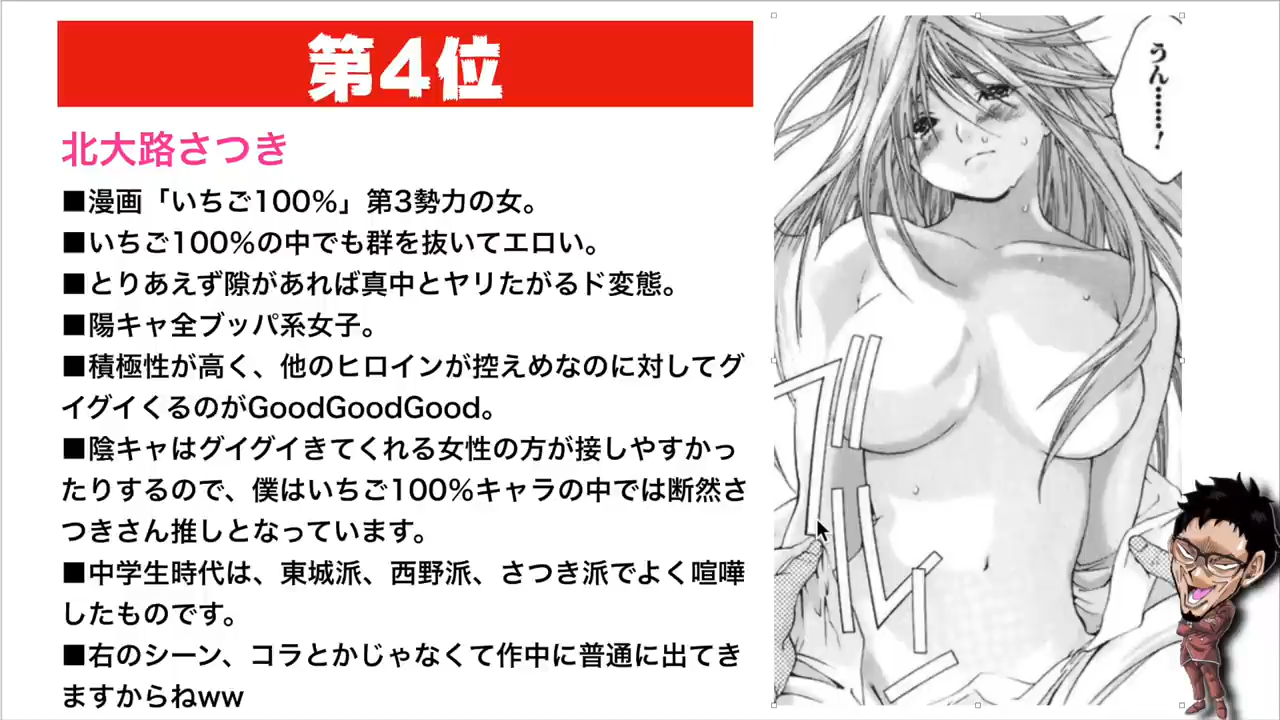 第4位
北大路さつき
■漫画「いちご100%」第3勢力の女。
■いちご100%の中でも群を抜いてエロい。
■とりあえず隙があれば真中とヤリたがるド変態。
■陽キャ全ブッパ系女子。
■積極性が高く、他のヒロインが控えめなのに対してグ
イグイくるのがGoodGoodGood。
■陰キャはグイグイきてくれる女性の方が接しやすかっ
たりするので、僕はいちご100%キャラの中では断然さ
つきさん推しとなっています。
■中学生時代は、東城派、西野派、さつき派でよく喧嘩
したものです。
■右のシーン、コラとかじゃなくて作中に普通に出てき
ますからねww
うん……！